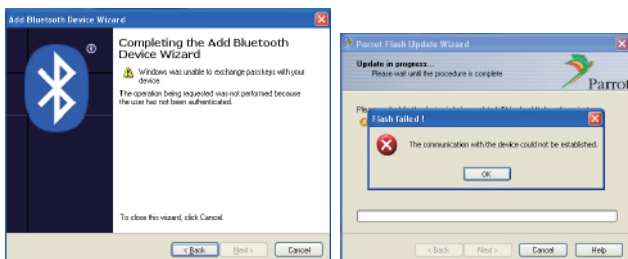 Add Bluetooth Device Wizard
®
Completing the Add Bluetooth
Device Wizard
Windows was unable to exchange passkeys with your
device.
The operation being requested was not performed because
the user has not been authenticated.
To close this wizard, click Cancel.
< Back
Next >
Cancel
Parrot Flash Update Wizard
Update in progress...
Please wait until the procedure is complete
Parrot
Flash failed !
The communication with the device could not be established.
OK
< Back
Next >
Cancel
Help